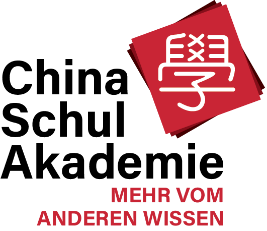 學
China
Schul
Akademie
MEHR VOM
ANDEREN WISSEN